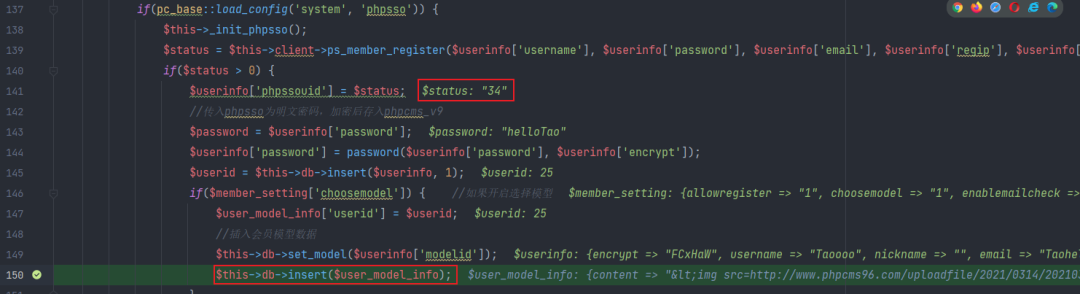 137 if(pc_base::load_config('system', 'phpsso')) {
138 $this->_init_phpsso();
139 $status = $this->client->ps_member_register($userinfo['username'], $userinfo['password'], $userinfo['email'], $userinfo['regip'], $userinfo[
140 if($status > 0) {
141 $userinfo['phpssouid'] = $status; $status: "34"
142 //传入phpsso为明文密码，加密后存入phpcms_v9
143 $password = $userinfo['password']; $password: "helloTao"
144 $userinfo['password'] = password($userinfo['password'], $userinfo['encrypt']);
145 $userid = $this->db->insert($userinfo, 1); $userid: 25
146 if($member_setting['choosemodel']) { //如果开启选择模型 $member_setting: {allowregister => "1", choosemodel => "1", enablemailcheck =>
147 $user_model_info['userid'] = $userid; $userid: 25
148 //插入会员模型数据
149 $this->db->set_model($userinfo['modelid']); $userinfo: {encrypt => "FCxHaW", username => "Taoooo", nickname => "", email => "Taohe
150 $this->db->insert($user_model_info); $user_model_info: {content => "&lt;img src=http://www.phpcms96.com/uploadfile/2021/0314/202103